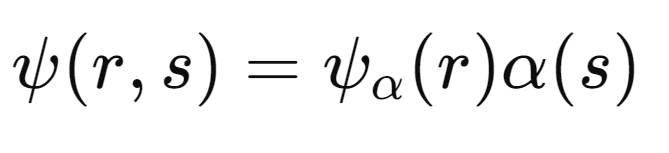 ψ(r, s) = ψ_α(r)α(s)